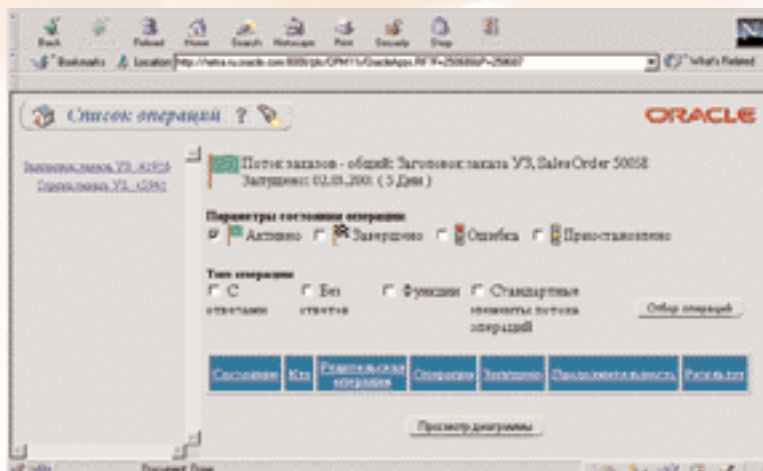 Back Reload Home Search Netscape Print Security Stop
Bookmarks Location What's Related
Список операций ?
ORACLE
Поток заказов - общий: Заголовок заказа УЗ, Sales Order 50058
Запущено: 02.03.2001 ( 5 Дни )
Параметры состояния операции
Активно Завершено Ошибка Приостановлено
Тип операции
С ответами
Без ответов
Функции
Стандартные элементы потока операций
Отбор операций
Состояние Кто Родительская операция Операция Запущено Продолжительность Результат
Просмотр диаграммы
Document: Done